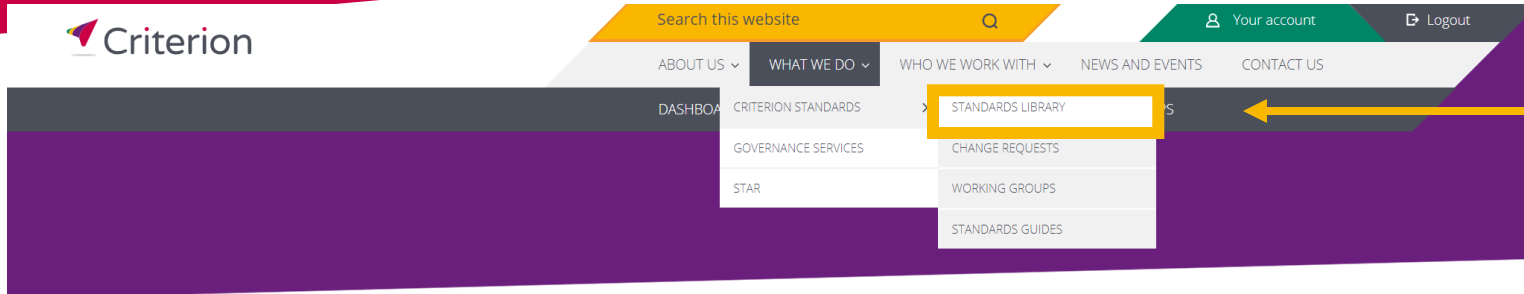 Criterion
Search this website
Your account
Logout
ABOUT US
WHAT WE DO
WHO WE WORK WITH
NEWS AND EVENTS
CONTACT US
CRITERION STANDARDS
STANDARDS LIBRARY
GOVERNANCE SERVICES
CHANGE REQUESTS
STAR
WORKING GROUPS
STANDARDS GUIDES